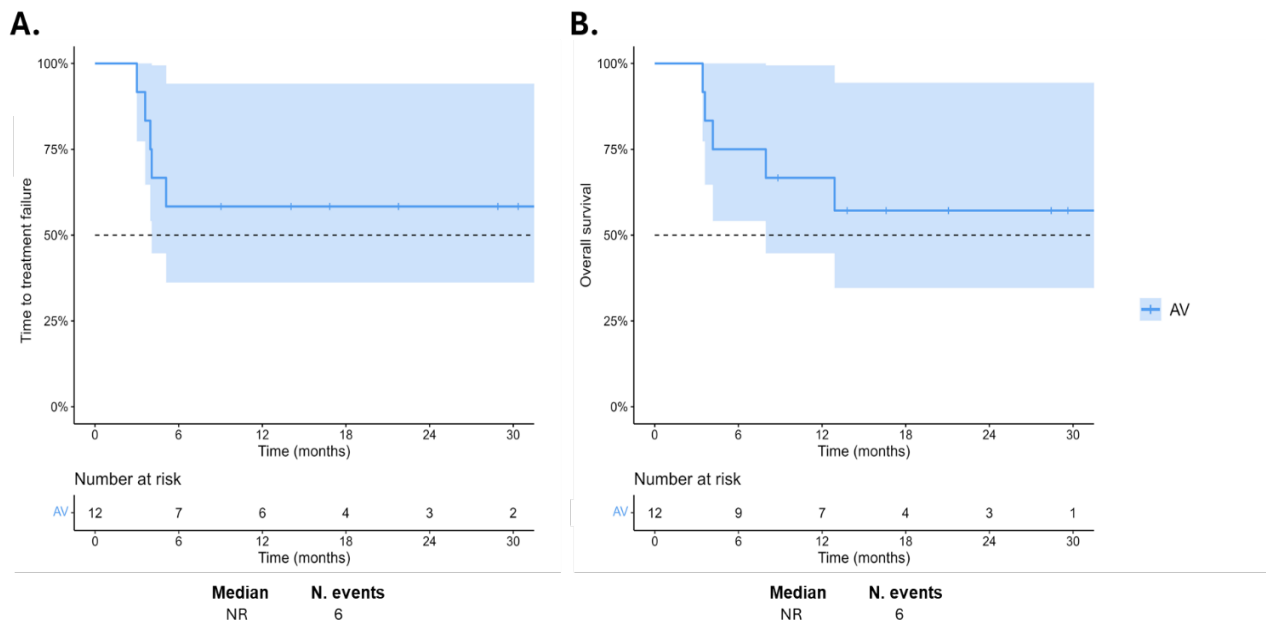 A.
Time to treatment failure
100%
75%
50%
25%
0%
0 6 12 18 24 30
Time (months)
Number at risk
AV 12 7 6 4 3 2
0 6 12 18 24 30
Time (months)
Median N. events
NR 6
B.
Overall survival
100%
75%
50%
25%
0%
0 6 12 18 24 30
Time (months)
Number at risk
AV 12 9 7 4 3 1
0 6 12 18 24 30
Time (months)
Median N. events
NR 6
AV